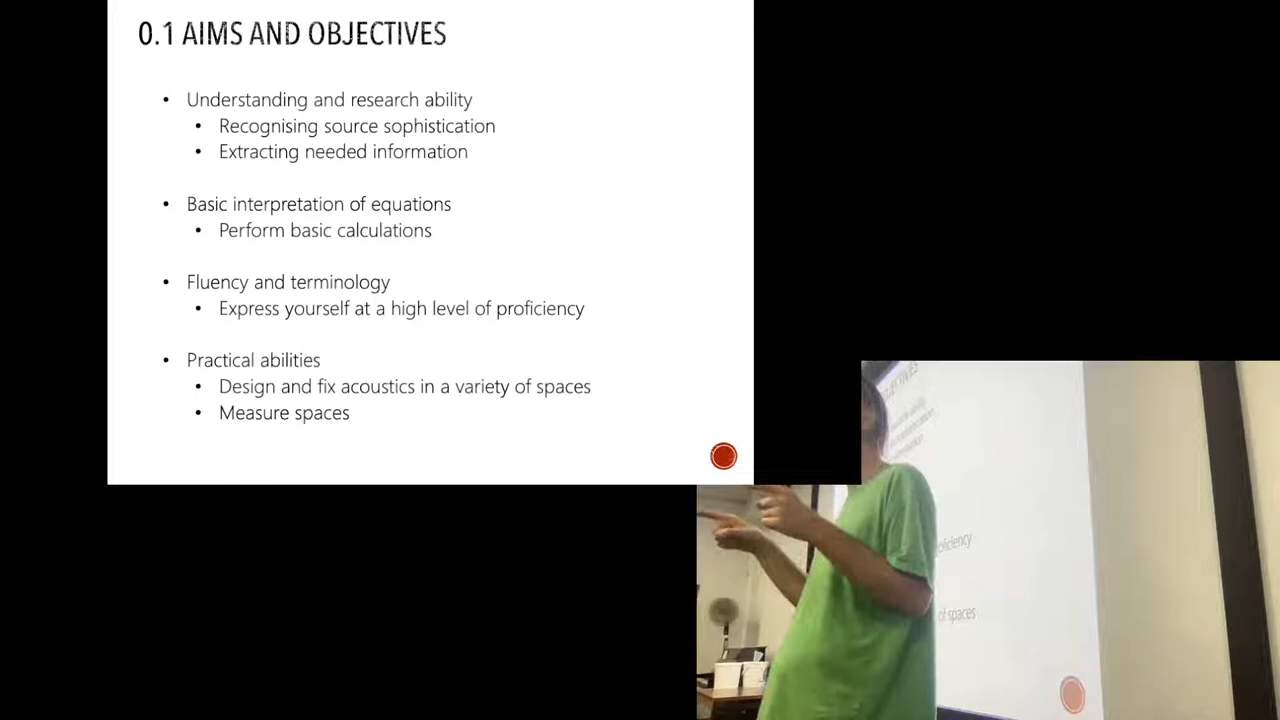 0.1 AIMS AND OBJECTIVES
• Understanding and research ability
• Recognising source sophistication
• Extracting needed information
• Basic interpretation of equations
• Perform basic calculations
• Fluency and terminology
• Express yourself at a high level of proficiency
• Practical abilities
• Design and fix acoustics in a variety of spaces
• Measure spaces
of spaces